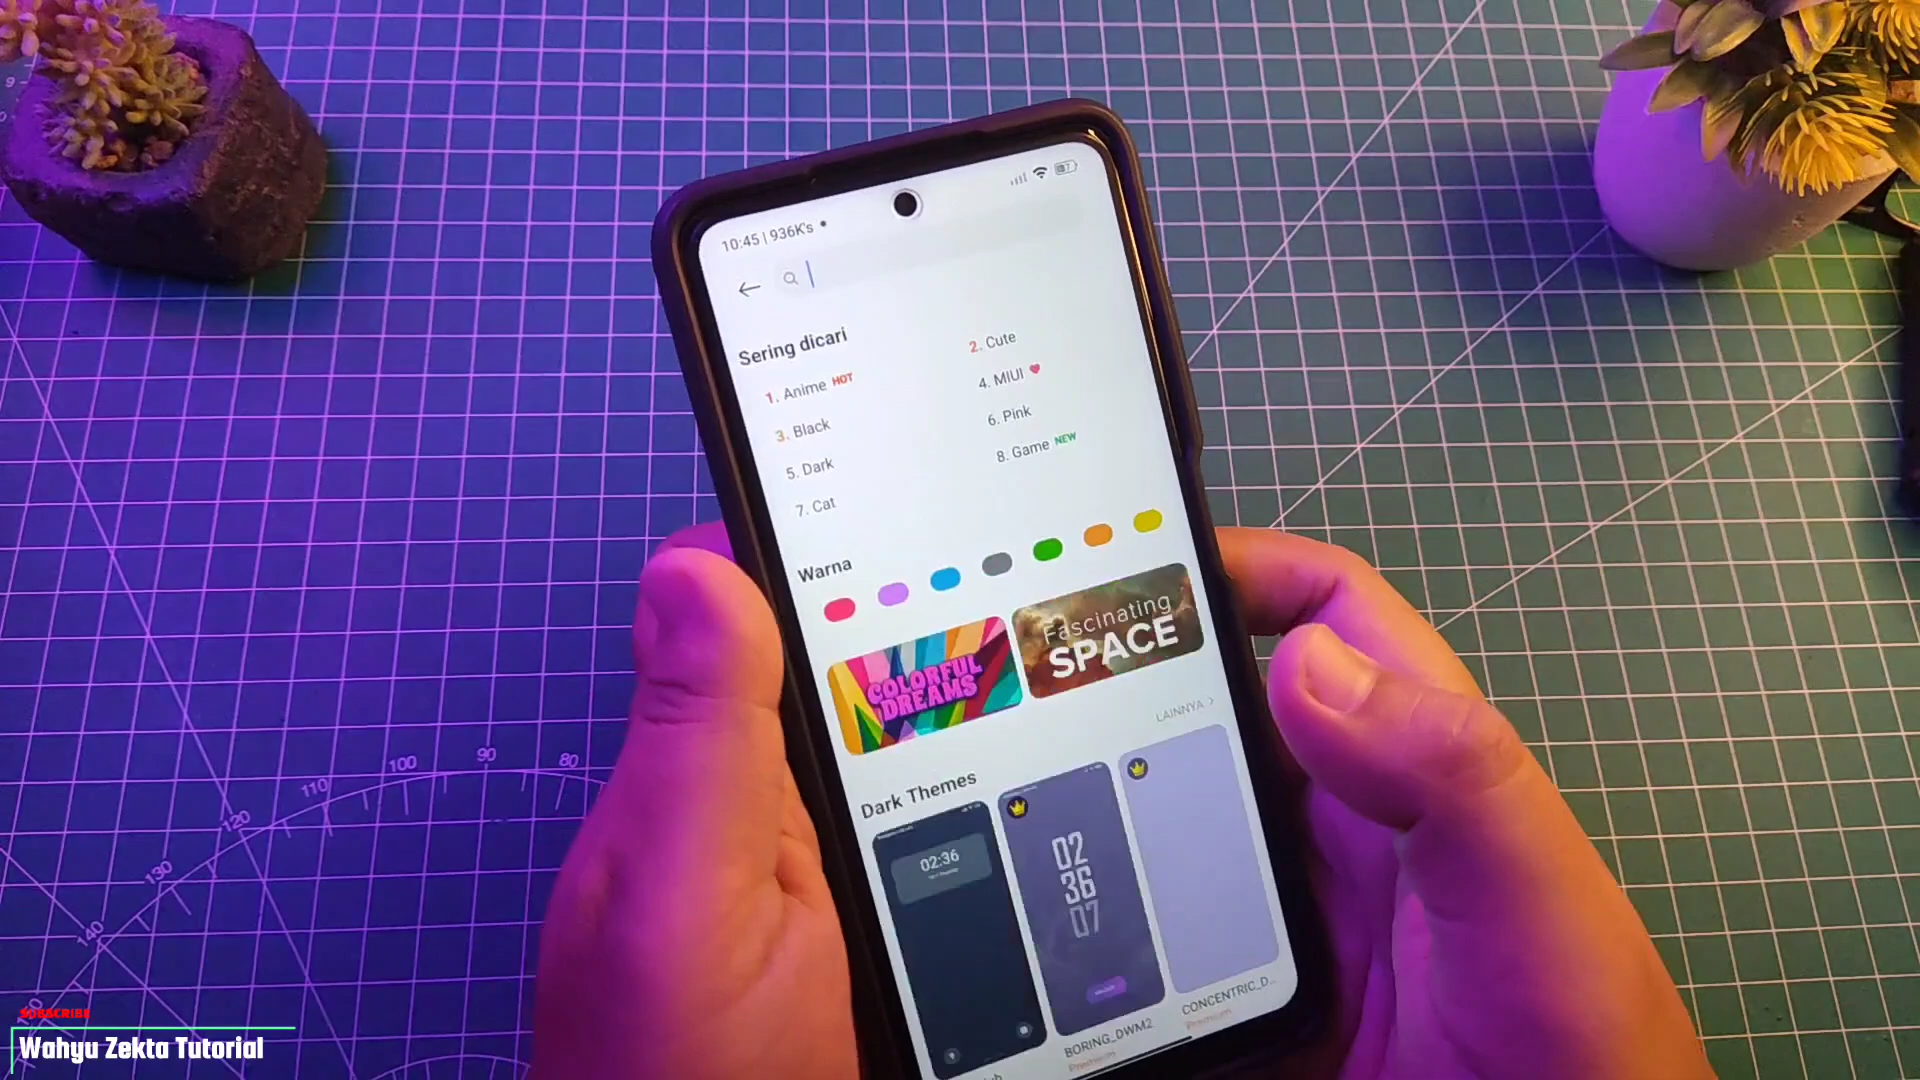 10:45 | 936K's
Sering dicari
1. Anime HOT
2. Cute
3. Black
4. MIUI
5. Dark
6. Pink
7. Cat
8. Game NEW
Warna
COLORFUL
DREAMS
Fascinating
SPACE
LAINNYA
Dark Themes
02:36
02
36
07
BORING_DWM2
Premium
CONCENTRIC_D...
Premium
80
90
100
110
120
130
140
SUBSCRIBE
Wahyu Zekta Tutorial